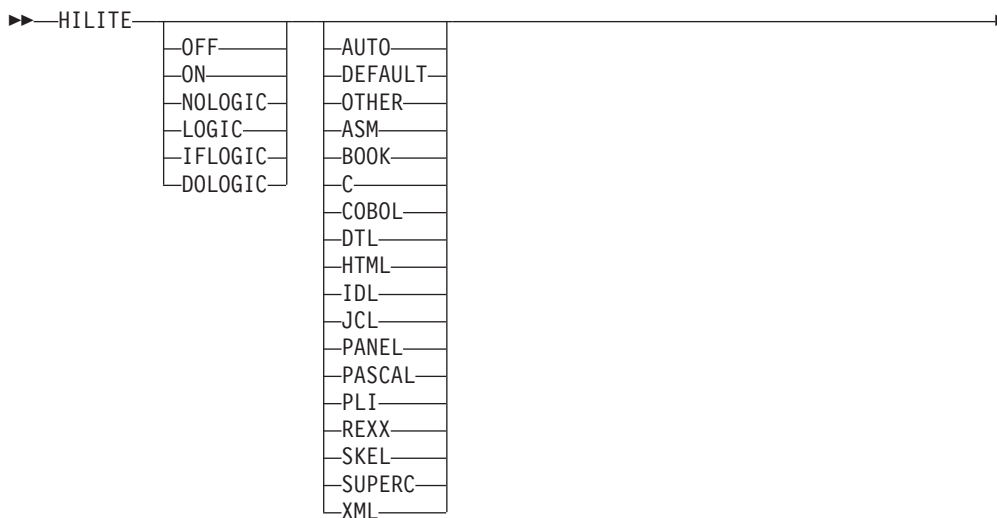 HILITE
OFF
ON
NOLOGIC
LOGIC
IFLOGIC
DOLOGIC
AUTO
DEFAULT
OTHER
ASM
BOOK
C
COBOL
DTL
HTML
IDL
JCL
PANEL
PASCAL
PLI
REXX
SKEL
SUPERC
XML